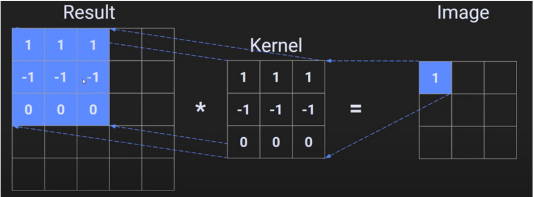 Result
Kernel
Image
1 1 1
-1 -1 -1
0 0 0
*
1 1 1
-1 -1 -1
0 0 0
=
1